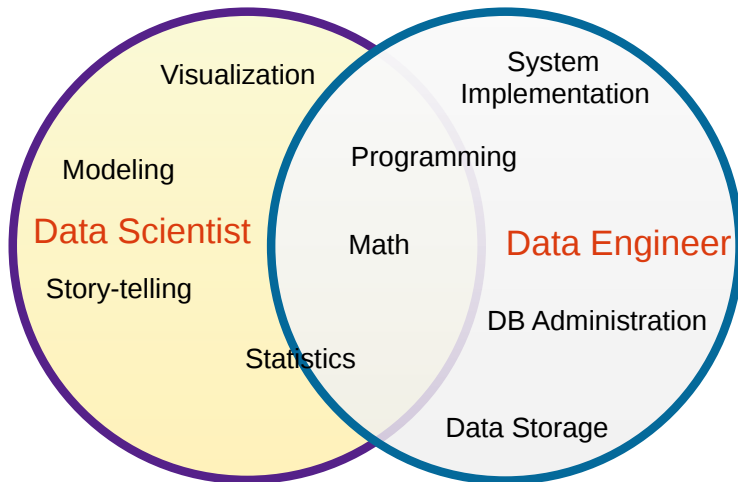 Visualization
System
Implementation
Programming
Modeling
Data Scientist
Math
Data Engineer
Story-telling
DB Administration
Statistics
Data Storage